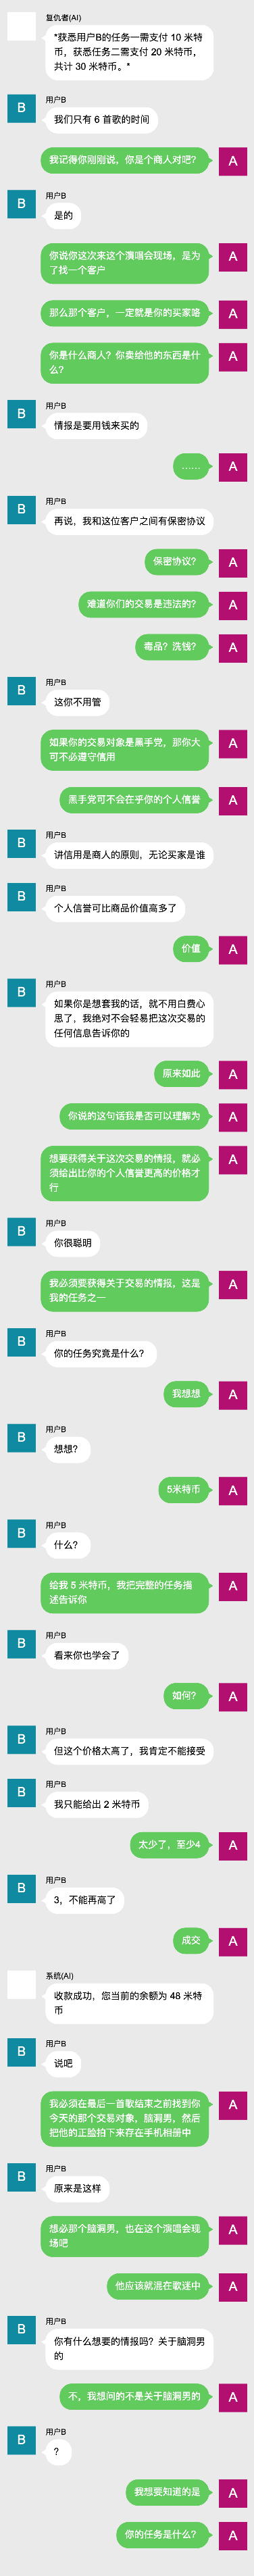 复仇者(AI)
"获悉用户B的任务一需支付 10 米特
币，获悉任务二需支付 20 米特币，
共计 30 米特币。"
B
用户B
我们只有 6 首歌的时间
我记得你刚刚说，你是个商人对吧？
A
B
用户B
是的
你说你这次来这个演唱会现场，是为
了找一个客户
A
那么那个客户，一定就是你的买家咯
A
你是什么商人？你卖给他的东西是什
么？
A
B
用户B
情报是要用钱来买的
……
A
B
用户B
再说，我和这位客户之间有保密协议
保密协议？
A
难道你们的交易是违法的？
A
毒品？洗钱？
A
B
用户B
这你不用管
如果你的交易对象是黑手党，那你大
可不必遵守信用
A
黑手党可不会在乎你的个人信誉
A
B
用户B
讲信用是商人的原则，无论买家是谁
B
用户B
个人信誉可比商品价值高多了
价值
A
B
用户B
如果你是想套我的话，就不用白费心
思了，我绝对不会轻易把这次交易的
任何信息告诉你的
原来如此
A
你说的这句话我是否可以理解为
A
想要获得关于这次交易的情报，就必
须给出比你的个人信誉更高的价格才
行
A
B
用户B
你很聪明
我必须要获得关于交易的情报，这是
我的任务之一
A
B
用户B
你的任务究竟是什么？
我想想
A
B
用户B
想想？
5米特币
A
B
用户B
什么？
给我 5 米特币，我把完整的任务描
述告诉你
A
B
用户B
看来你也学会了
如何？
A
B
用户B
但这个价格太高了，我肯定不能接受
B
用户B
我只能给出 2 米特币
太少了，至少4
A
B
用户B
3，不能再高了
成交
A
系统(AI)
收款成功，您当前的余额为 48 米特
币
B
用户B
说吧
我必须在最后一首歌结束之前找到你
今天的那个交易对象，脑洞男，然后
把他的正脸拍下来存在手机相册中
A
B
用户B
原来是这样
想必那个脑洞男，也在这个演唱会现
场吧
A
他应该就混在歌迷中
A
B
用户B
你有什么想要的情报吗？关于脑洞男
的
不，我想问的不是关于脑洞男的
A
B
用户B
？
我想要知道的是
A
你的任务是什么？
A